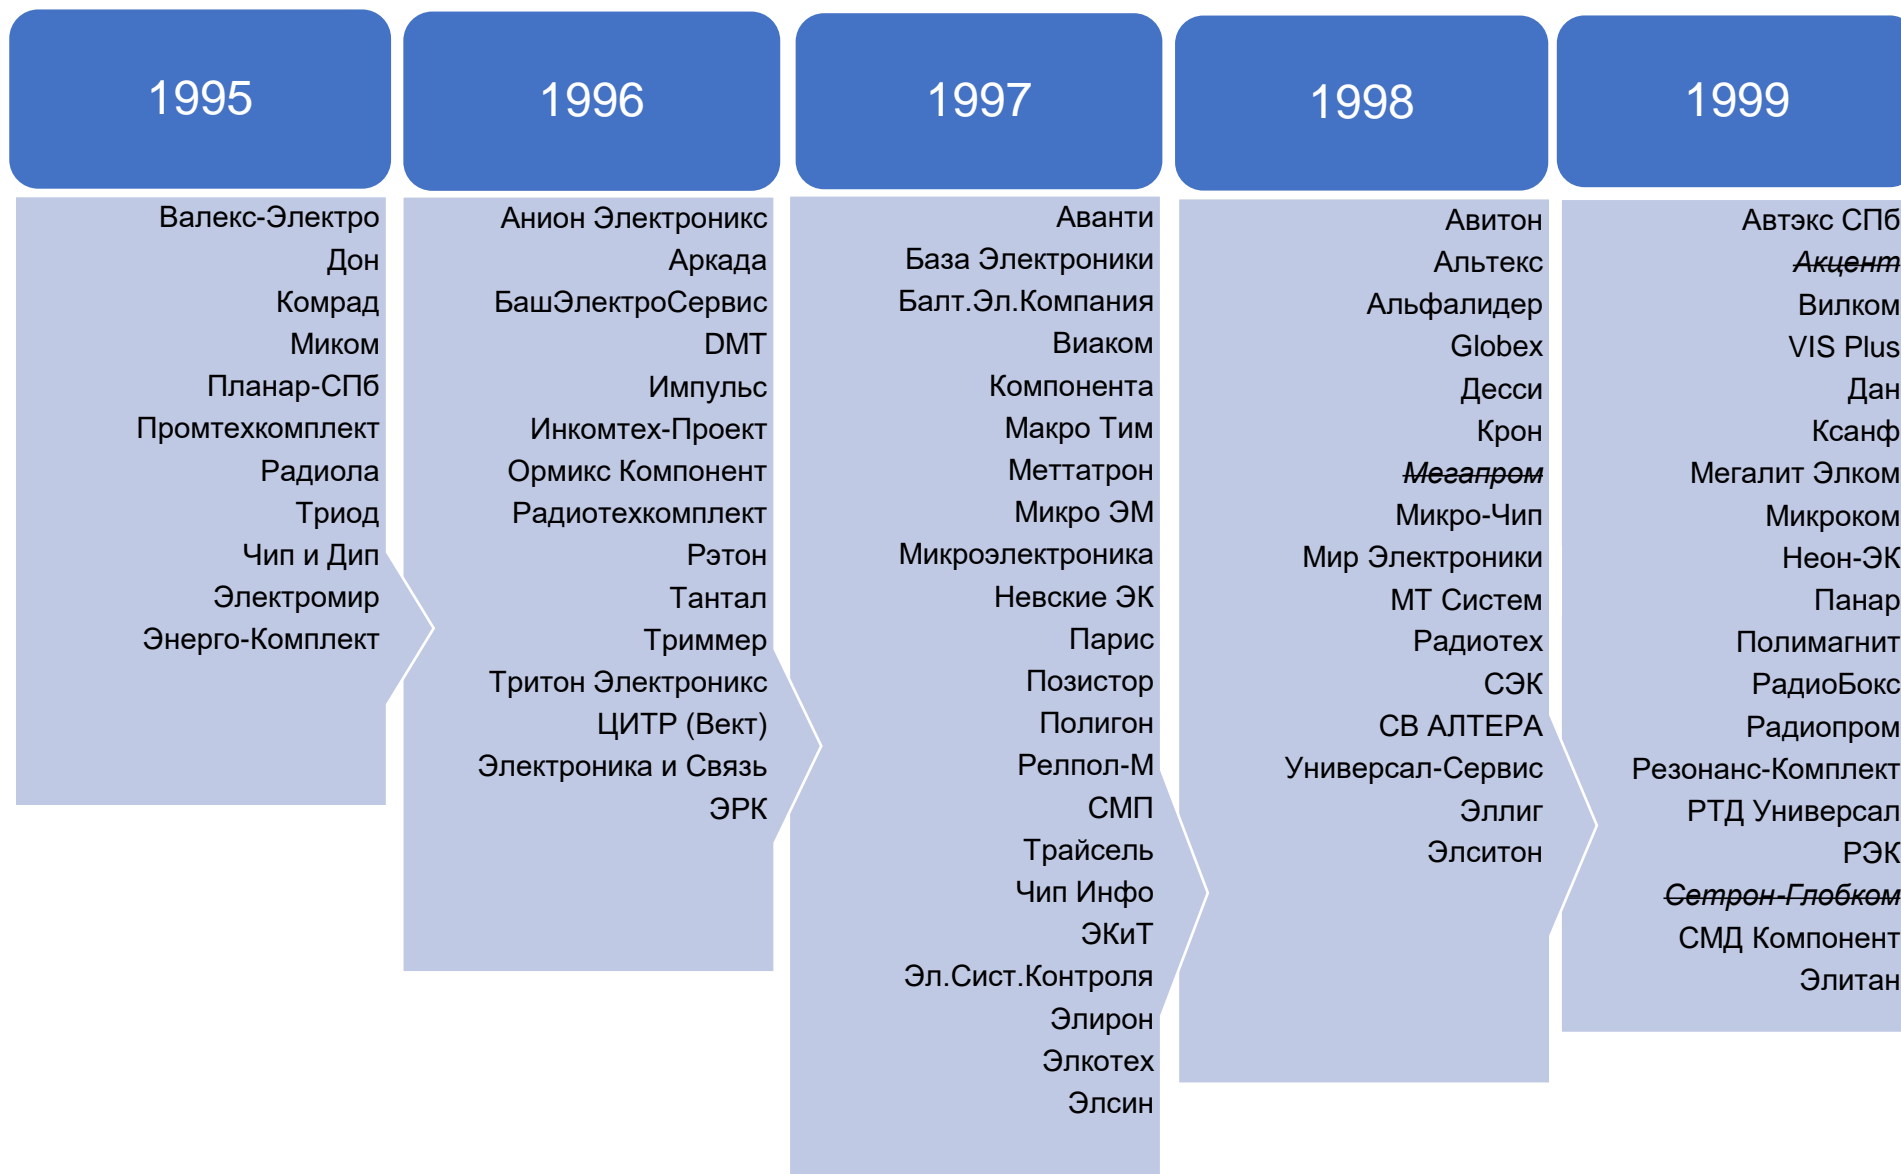 1995
Валекс-Электро
Дон
Комрад
Миком
Планар-СПб
Промтехкомплект
Радиола
Триод
Чип и Дип
Электромир
Энерго-Комплект
1996
Анион Электроникс
Аркада
БашЭлектроСервис
DMT
Импульс
Инкомтех-Проект
Ормикс Компонент
Радиотехкомплект
Рэтон
Тантал
Триммер
Тритон Электроникс
ЦИТР (Вект)
Электроника и Связь
ЭРК
1997
Аванти
База Электроники
Балт.Эл.Компания
Виаком
Компонента
Макро Тим
Меттатрон
Микро ЭМ
Микроэлектроника
Невские ЭК
Парис
Позистор
Полигон
Релпол-М
СМП
Трайсель
Чип Инфо
ЭКиТ
Эл.Сист.Контроля
Элирон
Элкотех
Элсин
1998
Авитон
Альтекс
Альфалидер
Globex
Десси
Крон
Мегапром
Микро-Чип
Мир Электроники
МТ Систем
Радиотех
СЭК
СВ АЛТЕРА
Универсал-Сервис
Эллиг
Элситон
1999
Автэкс СПб
Акцент
Вилком
VIS Plus
Дан
Ксанф
Мегалит Элком
Микроком
Неон-ЭК
Панар
Полимагнит
РадиоБокс
Радиопром
Резонанс-Комплект
РТД Универсал
РЭК
Сетрон-Глобком
СМД Компонент
Элитан